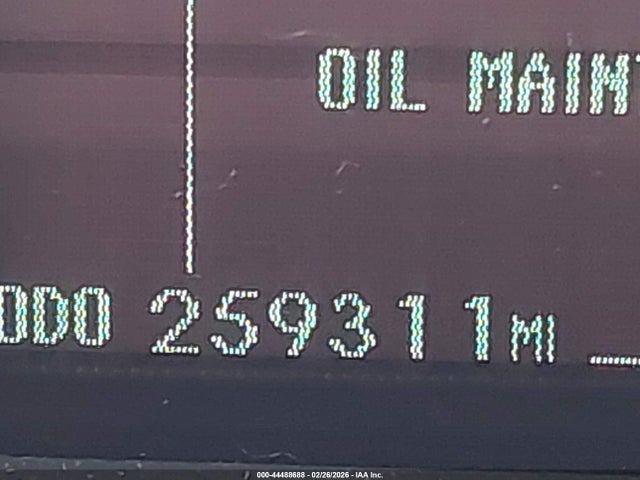 OIL MAINT
ODO 259311 MI
000-44488688 - 02/26/2026 - IAA Inc.